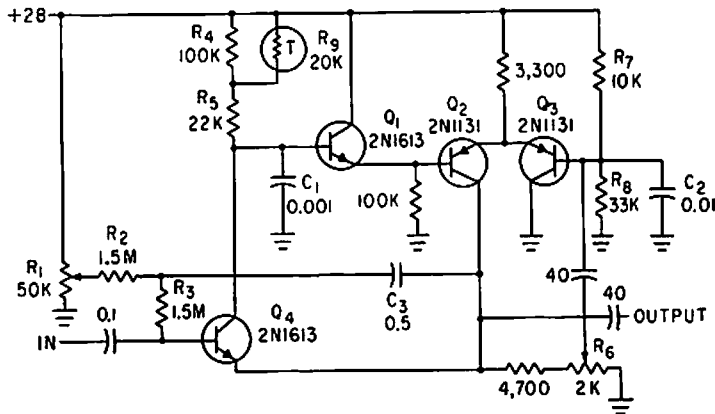 +28
R4
100K
T
R9
20K
R5
22K
Q1
2N1613
Q2
2N1131
3,300
Q3
2N1131
R7
10K
C1
0.001
100K
R8
33K
C2
0.01
R1
50K
R2
1.5M
R3
1.5M
C3
0.5
40
40
OUTPUT
IN
0.1
Q4
2N1613
4,700
R6
2K